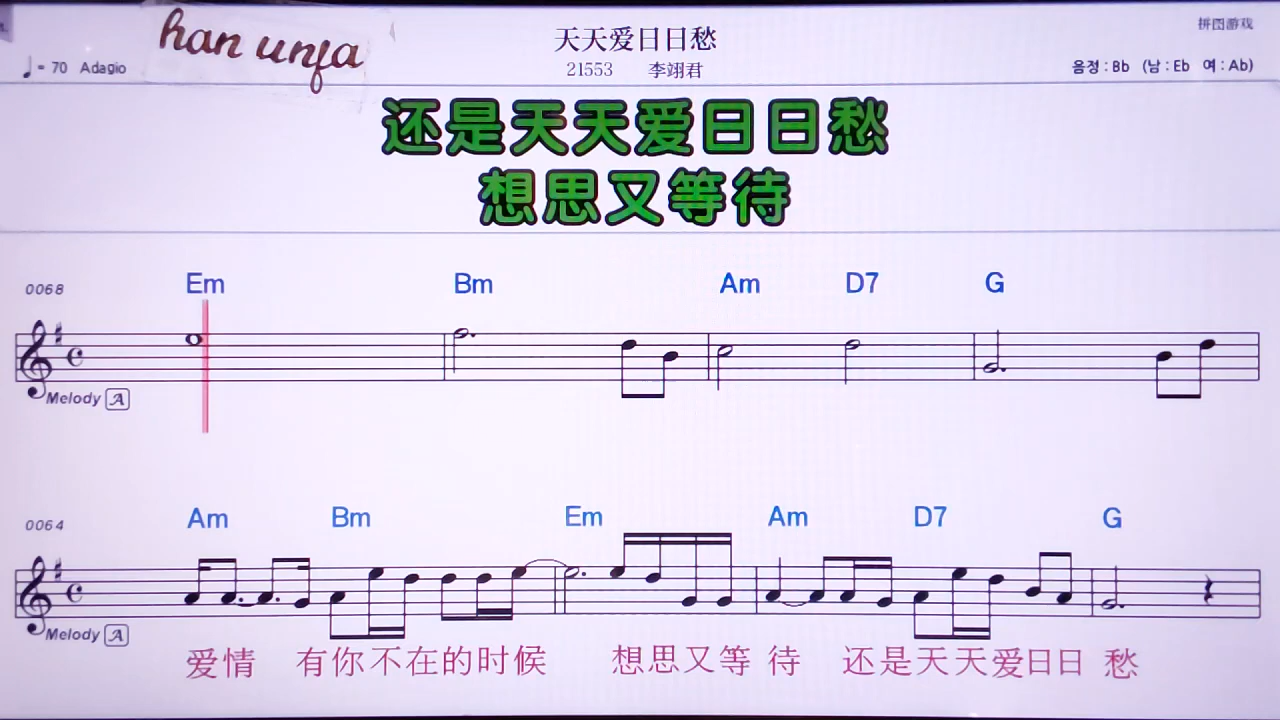 han unfa
天天爱日日愁
拼图游戏
♩= 70 Adagio
21553 李翊君
음정 : Bb (남 : Eb 여 : Ab)
还是天天爱日日愁
想思又等待
0068 Em Bm Am D7 G
Melody A
0064 Am Bm Em Am D7 G
Melody A
爱情 有你不在的时候 想思又等 待 还是天天爱日日 愁